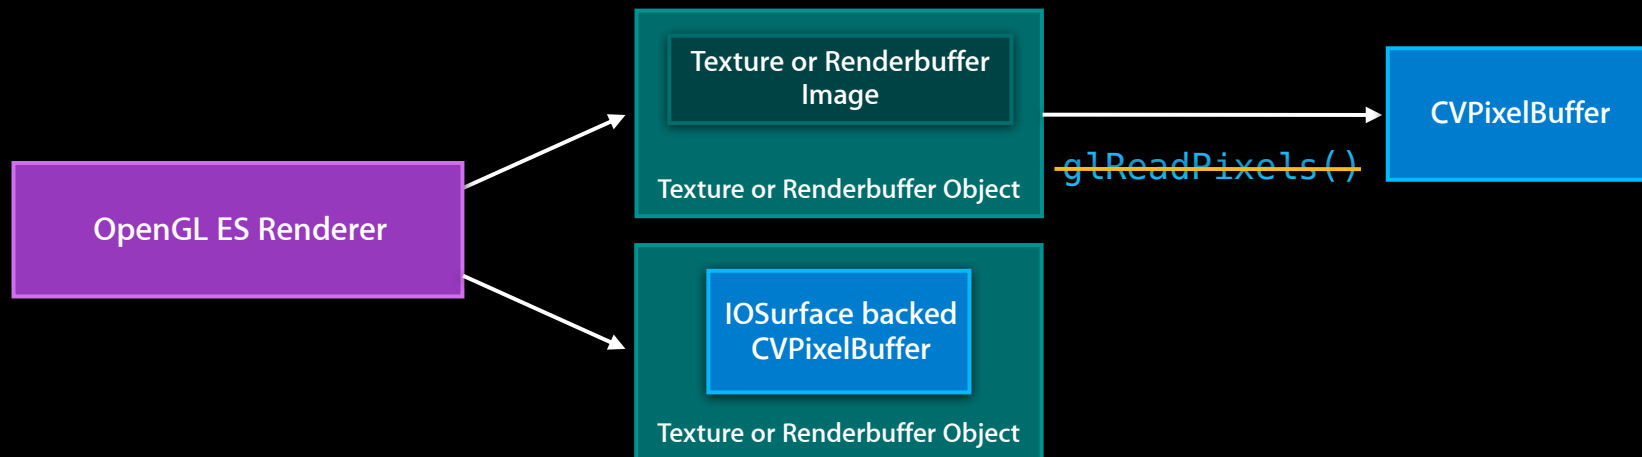 Texture or Renderbuffer
Image
Texture or Renderbuffer Object
CVPixelBuffer
glReadPixels()
OpenGL ES Renderer
IOSurface backed
CVPixelBuffer
Texture or Renderbuffer Object